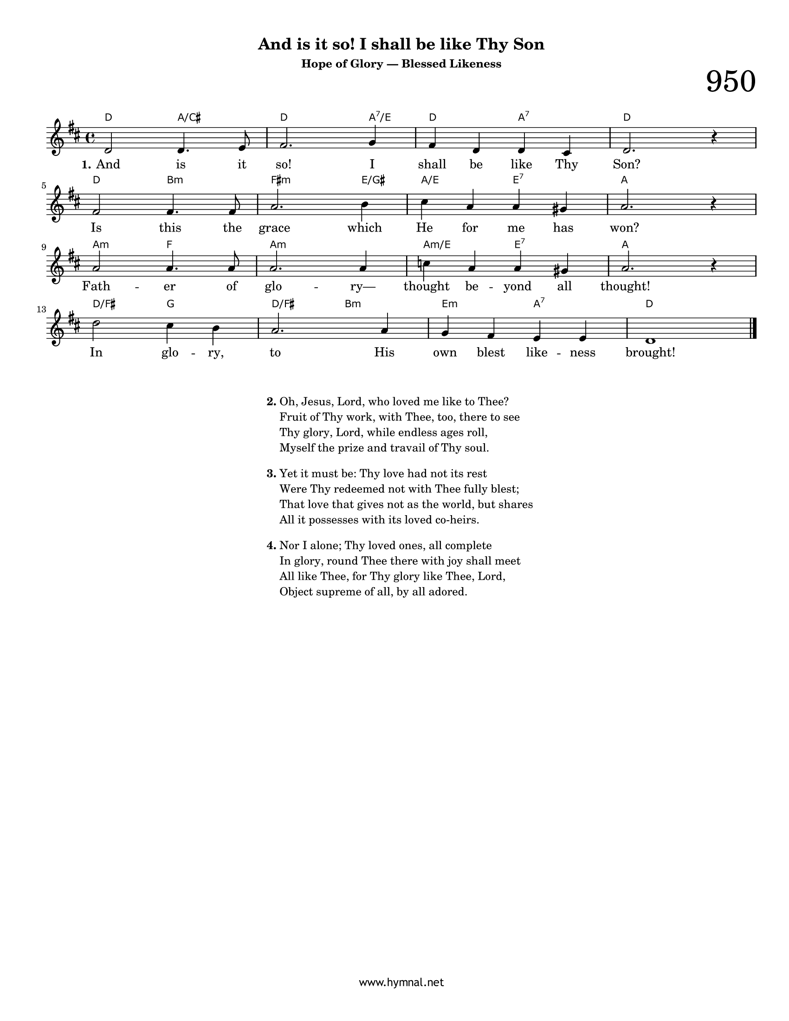 And is it so! I shall be like Thy Son
Hope of Glory — Blessed Likeness
950
D A/C♯ D A7/E D A7 D
1. And is it so! I shall be like Thy Son?
5
D Bm F♯m E/G♯ A/E E7 A
Is this the grace which He for me has won?
9
Am F Am Am/E E7 A
Fath - er of glo - ry— thought be - yond all thought!
13
D/F♯ G D/F♯ Bm Em A7 D
In glo - ry, to His own blest like - ness brought!
2. Oh, Jesus, Lord, who loved me like to Thee?
Fruit of Thy work, with Thee, too, there to see
Thy glory, Lord, while endless ages roll,
Myself the prize and travail of Thy soul.
3. Yet it must be: Thy love had not its rest
Were Thy redeemed not with Thee fully blest;
That love that gives not as the world, but shares
All it possesses with its loved co-heirs.
4. Nor I alone; Thy loved ones, all complete
In glory, round Thee there with joy shall meet
All like Thee, for Thy glory like Thee, Lord,
Object supreme of all, by all adored.
www.hymnal.net